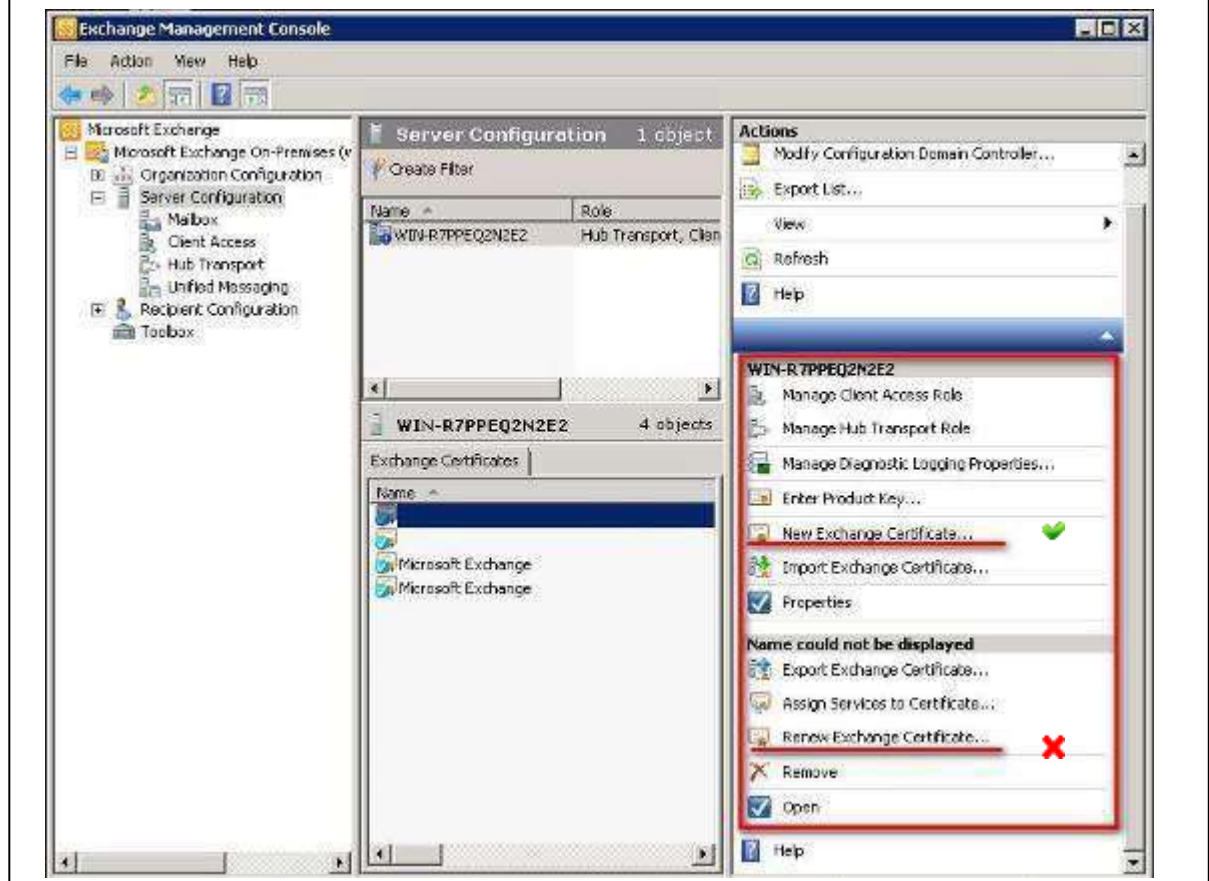 Exchange Management Console
File Action View Help
Microsoft Exchange
Microsoft Exchange On-Premises (w
Organization Configuration
Server Configuration
Mailbox
Client Access
Hub Transport
Unified Messaging
Recipient Configuration
Toolbox
Server Configuration 1 object
Create Filter
Name Role
WIN-R7PPEQ2N2E2 Hub Transport, Clien
WIN-R7PPEQ2N2E2 4 objects
Exchange Certificates
Name
Microsoft Exchange
Microsoft Exchange
Actions
Modify Configuration Domain Controller...
Export List...
View
Refresh
Help
WIN-R7PPEQ2N2E2
Manage Client Access Role
Manage Hub Transport Role
Manage Diagnostic Logging Properties...
Enter Product Key...
New Exchange Certificate...
Import Exchange Certificate...
Properties
Name could not be displayed
Export Exchange Certificate...
Assign Services to Certificate...
Renew Exchange Certificate...
Remove
Open
Help